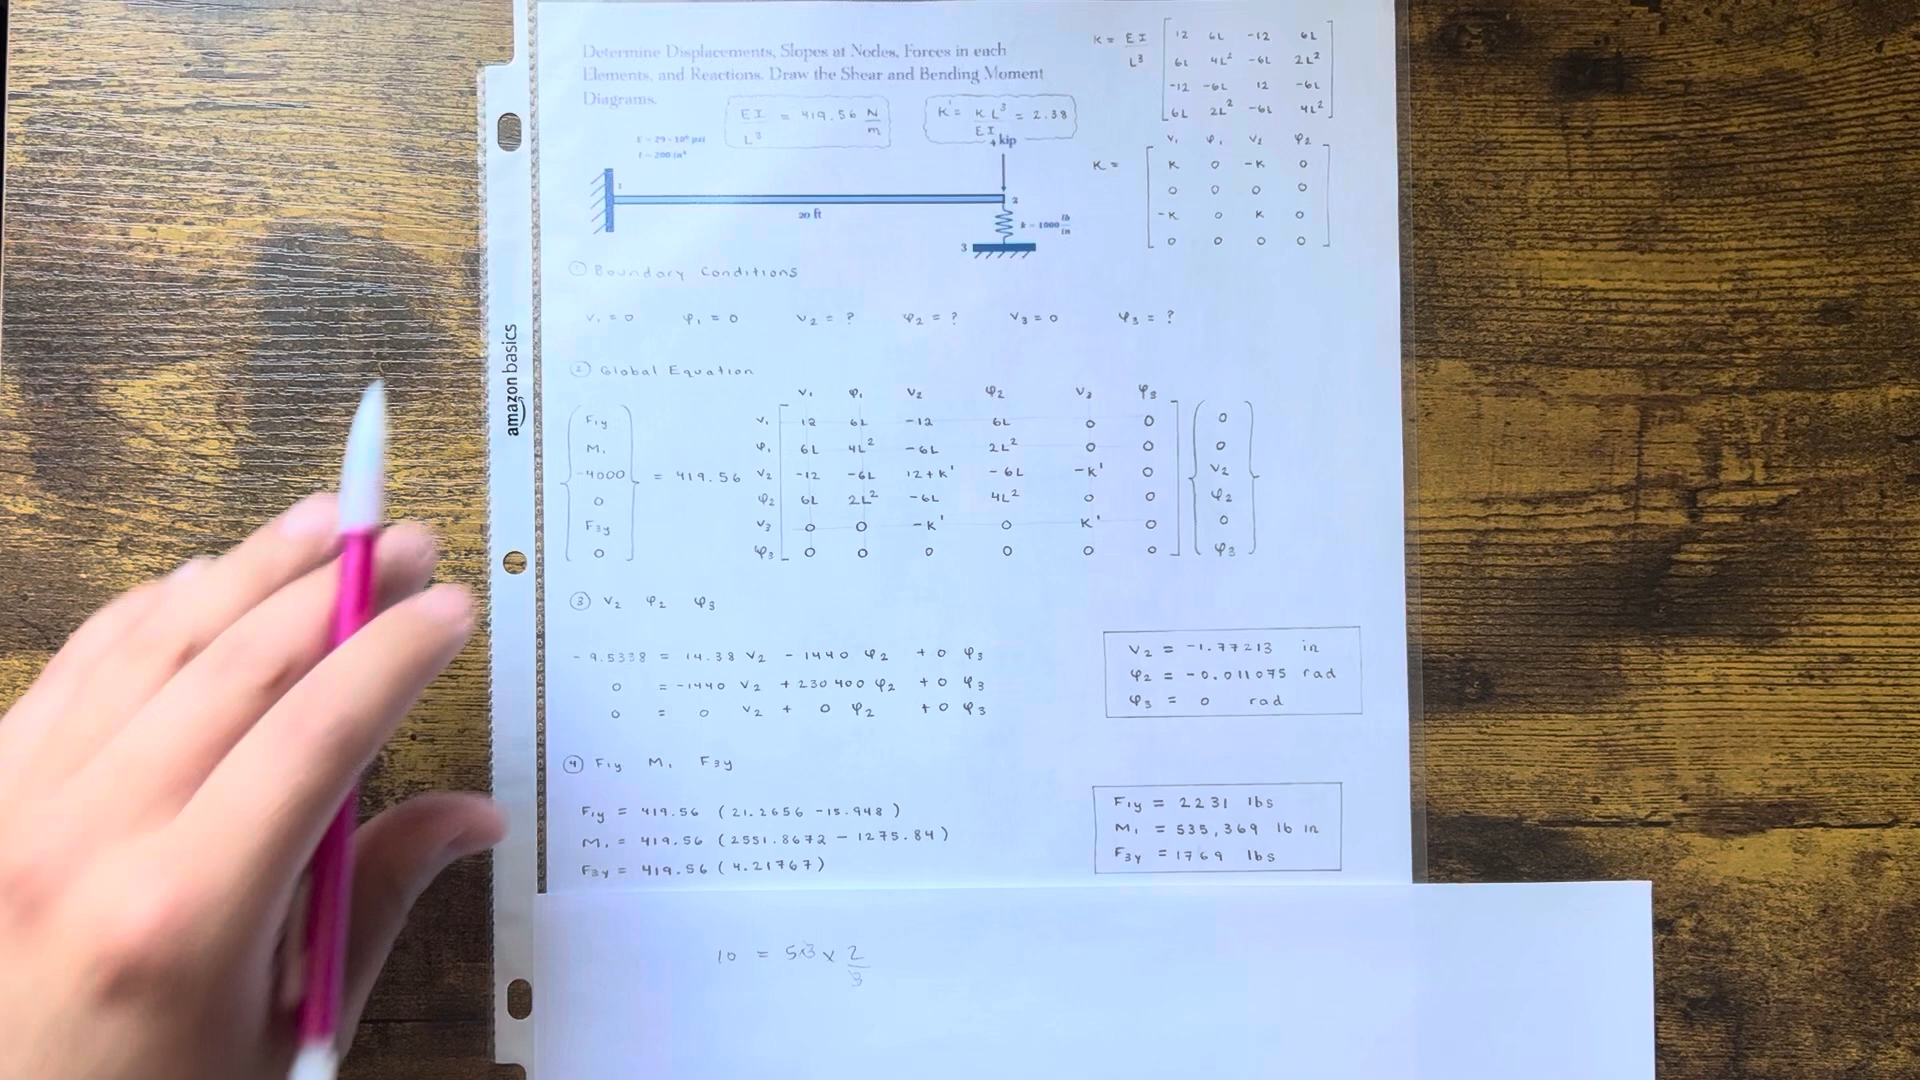 Determine Displacements, Slopes at Nodes, Forces in each
Elements, and Reactions. Draw the Shear and Bending Moment
Diagrams.
EI/L³ = 419.56 N/m
K' = KL³/EI = 2.38
E = 29 · 10⁶ psi
I = 200 in⁴
kip
1
20 ft
2
k = 1000 lb/in
3
K = EI/L³
12 6L -12 6L
6L 4L² -6L 2L²
-12 -6L 12 -6L
6L 2L² -6L 4L²
V₁ φ₁ V₂ φ₂
K =
K 0 -K 0
0 0 0 0
-K 0 K 0
0 0 0 0
① Boundary Conditions
V₁ = 0 φ₁ = 0 V₂ = ? φ₂ = ? V₃ = 0 φ₃ = ?
② Global Equation
V₁ φ₁ V₂ φ₂ V₃ φ₃
F1y V₁ 12 6L -12 6L 0 0 0
M₁ φ₁ 6L 4L² -6L 2L² 0 0 0
-4000 = 419.56 V₂ -12 -6L 12+K' -6L -K' 0 V₂
0 φ₂ 6L 2L² -6L 4L² 0 0 φ₂
F3y V₃ 0 0 -K' 0 K' 0 0
0 φ₃ 0 0 0 0 0 0 φ₃
③ V₂ φ₂ φ₃
-9.5338 = 14.38 V₂ - 1440 φ₂ + 0 φ₃
0 = -1440 V₂ + 230400 φ₂ + 0 φ₃
0 = 0 V₂ + 0 φ₂ + 0 φ₃
V₂ = -1.77213 in
φ₂ = -0.011075 rad
φ₃ = 0 rad
④ F1y M₁ F3y
F1y = 419.56 (21.2656 - 15.948)
M₁ = 419.56 (2551.8672 - 1275.84)
F3y = 419.56 (4.21767)
F1y = 2231 lbs
M₁ = 535,369 lb in
F3y = 1769 lbs
amazon basics